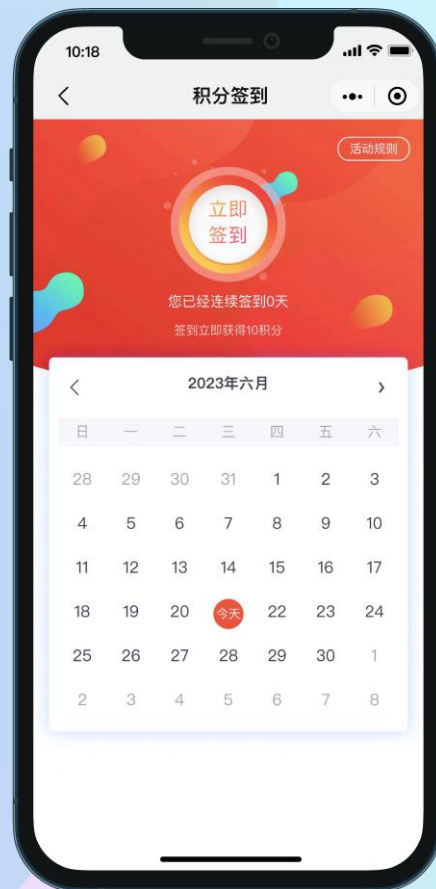 10:18
积分签到
活动规则
立即
签到
您已经连续签到0天
签到立即获得10积分
2023年六月
日 一 二 三 四 五 六
28 29 30 31 1 2 3
4 5 6 7 8 9 10
11 12 13 14 15 16 17
18 19 20 今天 22 23 24
25 26 27 28 29 30 1
2 3 4 5 6 7 8